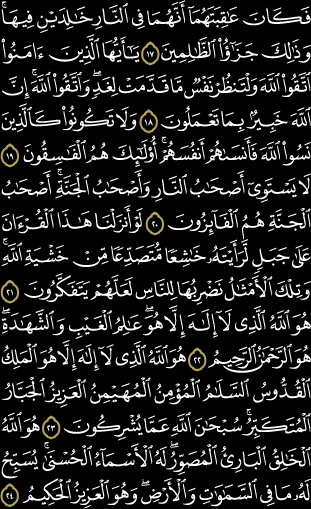 فَكَانَ عَٰقِبَتَهُمَآ أَنَّهُمَا فِى ٱلنَّارِ خَٰلِدَيْنِ فِيهَا ۚ
وَذَٰلِكَ جَزَٰٓؤُا۟ ٱلظَّٰلِمِينَ ١٧ يَٰٓأَيُّهَا ٱلَّذِينَ ءَامَنُوا۟
ٱتَّقُوا۟ ٱللَّهَ وَلْتَنظُرْ نَفْسٌ مَّا قَدَّمَتْ لِغَدٍ ۖ وَٱتَّقُوا۟ ٱللَّهَ ۚ إِنَّ
ٱللَّهَ خَبِيرٌۢ بِمَا تَعْمَلُونَ ١٨ وَلَا تَكُونُوا۟ كَٱلَّذِينَ
نَسُوا۟ ٱللَّهَ فَأَنسَىٰهُمْ أَنفُسَهُمْ ۚ أُو۟لَٰٓئِكَ هُمُ ٱلْفَٰسِقُونَ ١٩
لَا يَسْتَوِىٓ أَصْحَٰبُ ٱلنَّارِ وَأَصْحَٰبُ ٱلْجَنَّةِ ۚ أَصْحَٰبُ
ٱلْجَنَّةِ هُمُ ٱلْفَآئِزُونَ ٢٠ لَوْ أَنزَلْنَا هَٰذَا ٱلْقُرْءَانَ
عَلَىٰ جَبَلٍ لَّرَأَيْتَهُۥ خَٰشِعًا مُّتَصَدِّعًا مِّنْ خَشْيَةِ ٱللَّهِ ۚ
وَتِلْكَ ٱلْأَمْثَٰلُ نَضْرِبُهَا لِلنَّاسِ لَعَلَّهُمْ يَتَفَكَّرُونَ ٢١
هُوَ ٱللَّهُ ٱلَّذِى لَآ إِلَٰهَ إِلَّا هُوَ ۖ عَٰلِمُ ٱلْغَيْبِ وَٱلشَّهَٰدَةِ ۖ
هُوَ ٱلرَّحْمَٰنُ ٱلرَّحِيمُ ٢٢ هُوَ ٱللَّهُ ٱلَّذِى لَآ إِلَٰهَ إِلَّا هُوَ ٱلْمَلِكُ
ٱلْقُدُّوسُ ٱلسَّلَٰمُ ٱلْمُؤْمِنُ ٱلْمُهَيْمِنُ ٱلْعَزِيزُ ٱلْجَبَّارُ
ٱلْمُتَكَبِّرُ ۚ سُبْحَٰنَ ٱللَّهِ عَمَّا يُشْرِكُونَ ٢٣ هُوَ ٱللَّهُ
ٱلْخَٰلِقُ ٱلْبَارِئُ ٱلْمُصَوِّرُ ۖ لَهُ ٱلْأَسْمَآءُ ٱلْحُسْنَىٰ ۚ يُسَبِّحُ
لَهُۥ مَا فِى ٱلسَّمَٰوَٰتِ وَٱلْأَرْضِ ۖ وَهُوَ ٱلْعَزِيزُ ٱلْحَكِيمُ ٢٤